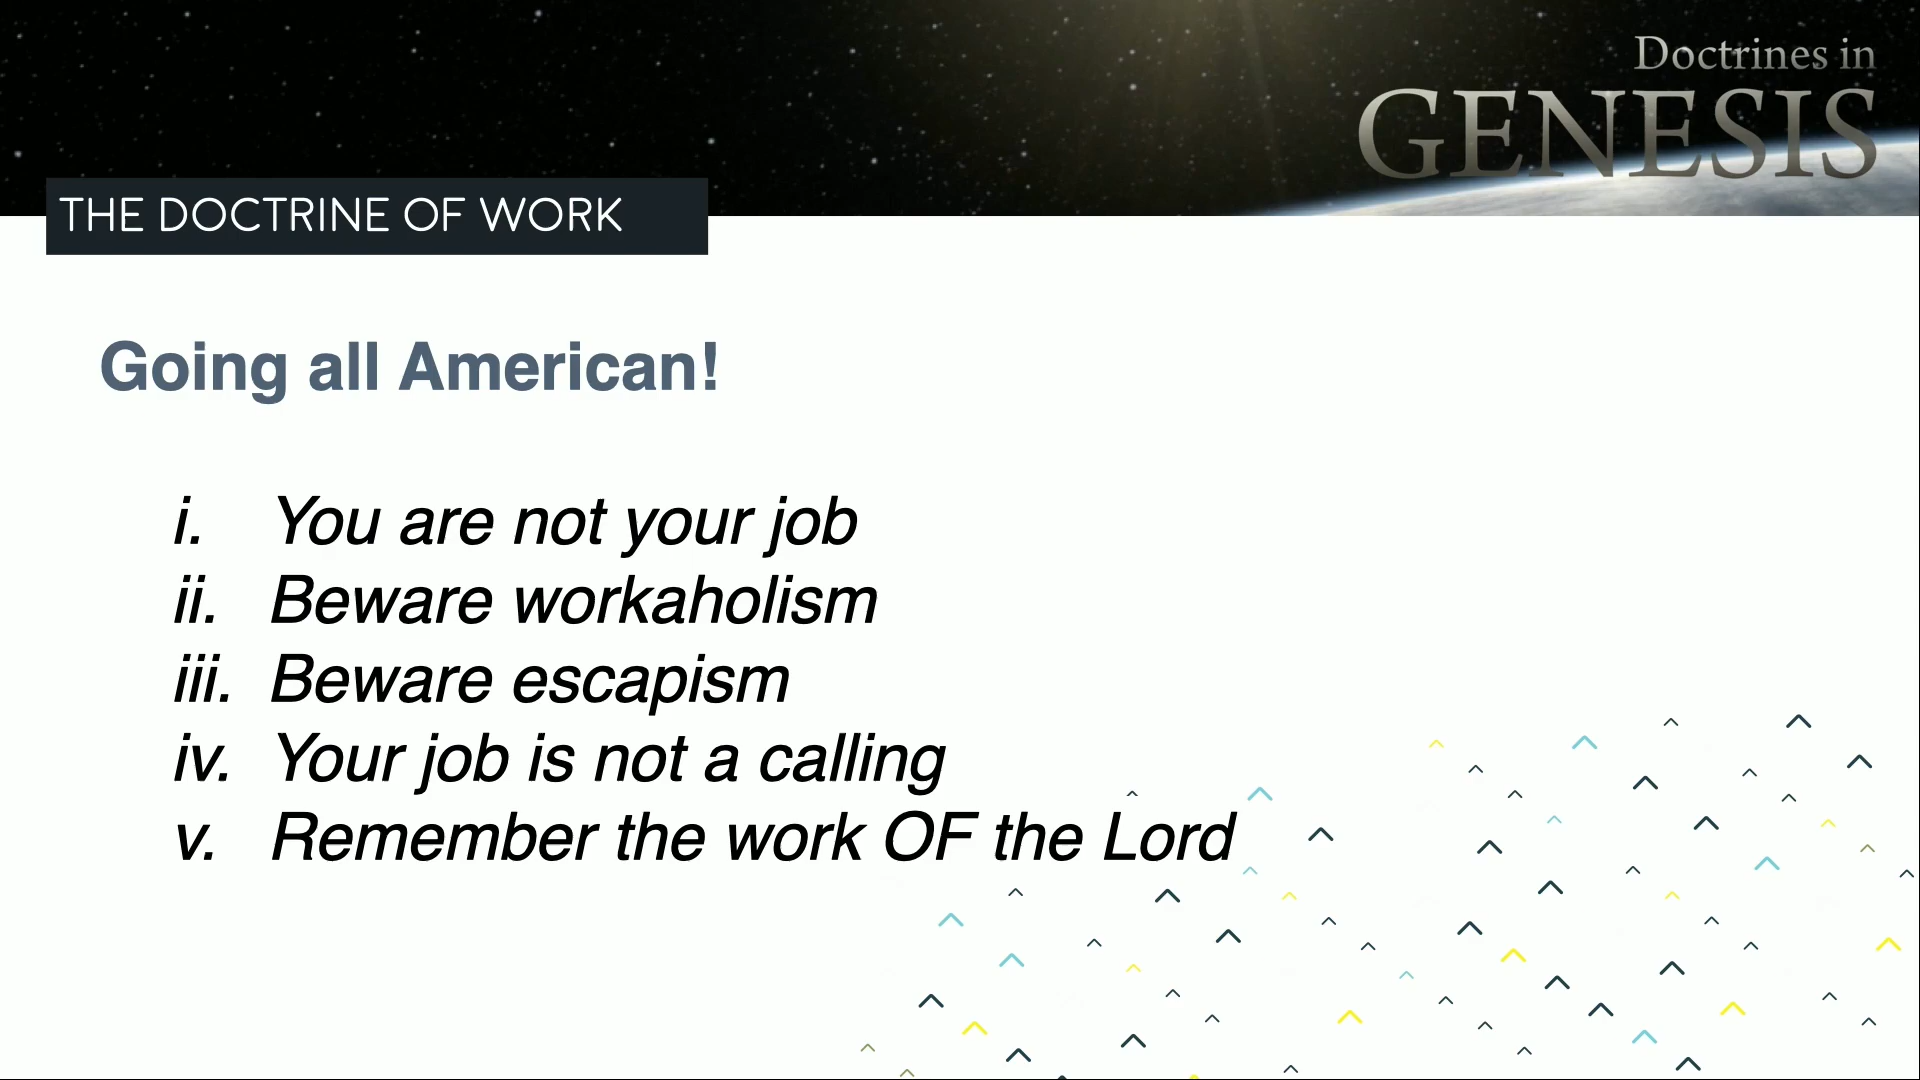 Doctrines in
GENESIS
THE DOCTRINE OF WORK
Going all American!
i. You are not your job
ii. Beware workaholism
iii. Beware escapism
iv. Your job is not a calling
v. Remember the work OF the Lord